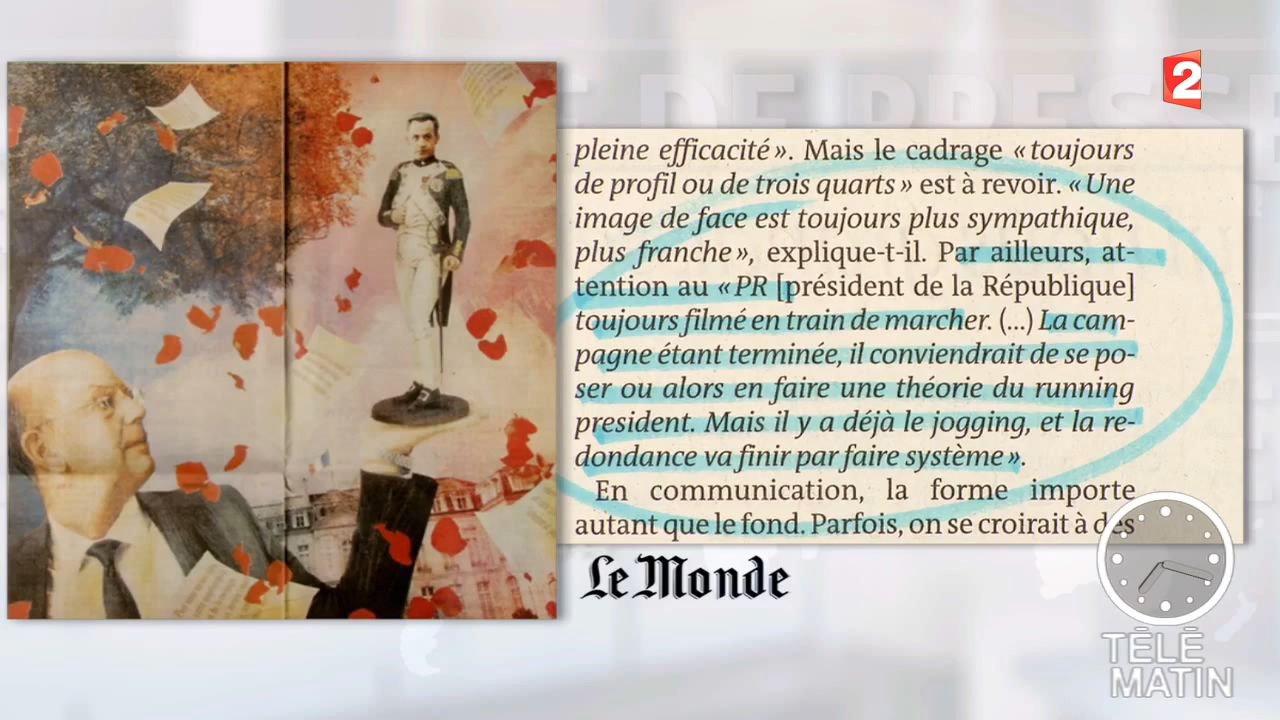 E DE PRESSE
2
pleine efficacité». Mais le cadrage «toujours
de profil ou de trois quarts» est à revoir. «Une
image de face est toujours plus sympathique,
plus franche», explique-t-il. Par ailleurs, at-
tention au «PR [président de la République]
toujours filmé en train de marcher. (...) La cam-
pagne étant terminée, il conviendrait de se po-
ser ou alors en faire une théorie du running
president. Mais il y a déjà le jogging, et la re-
dondance va finir par faire système».
En communication, la forme importe
autant que le fond. Parfois, on se croirait à des
Le Monde
TÉLÉ
MATIN